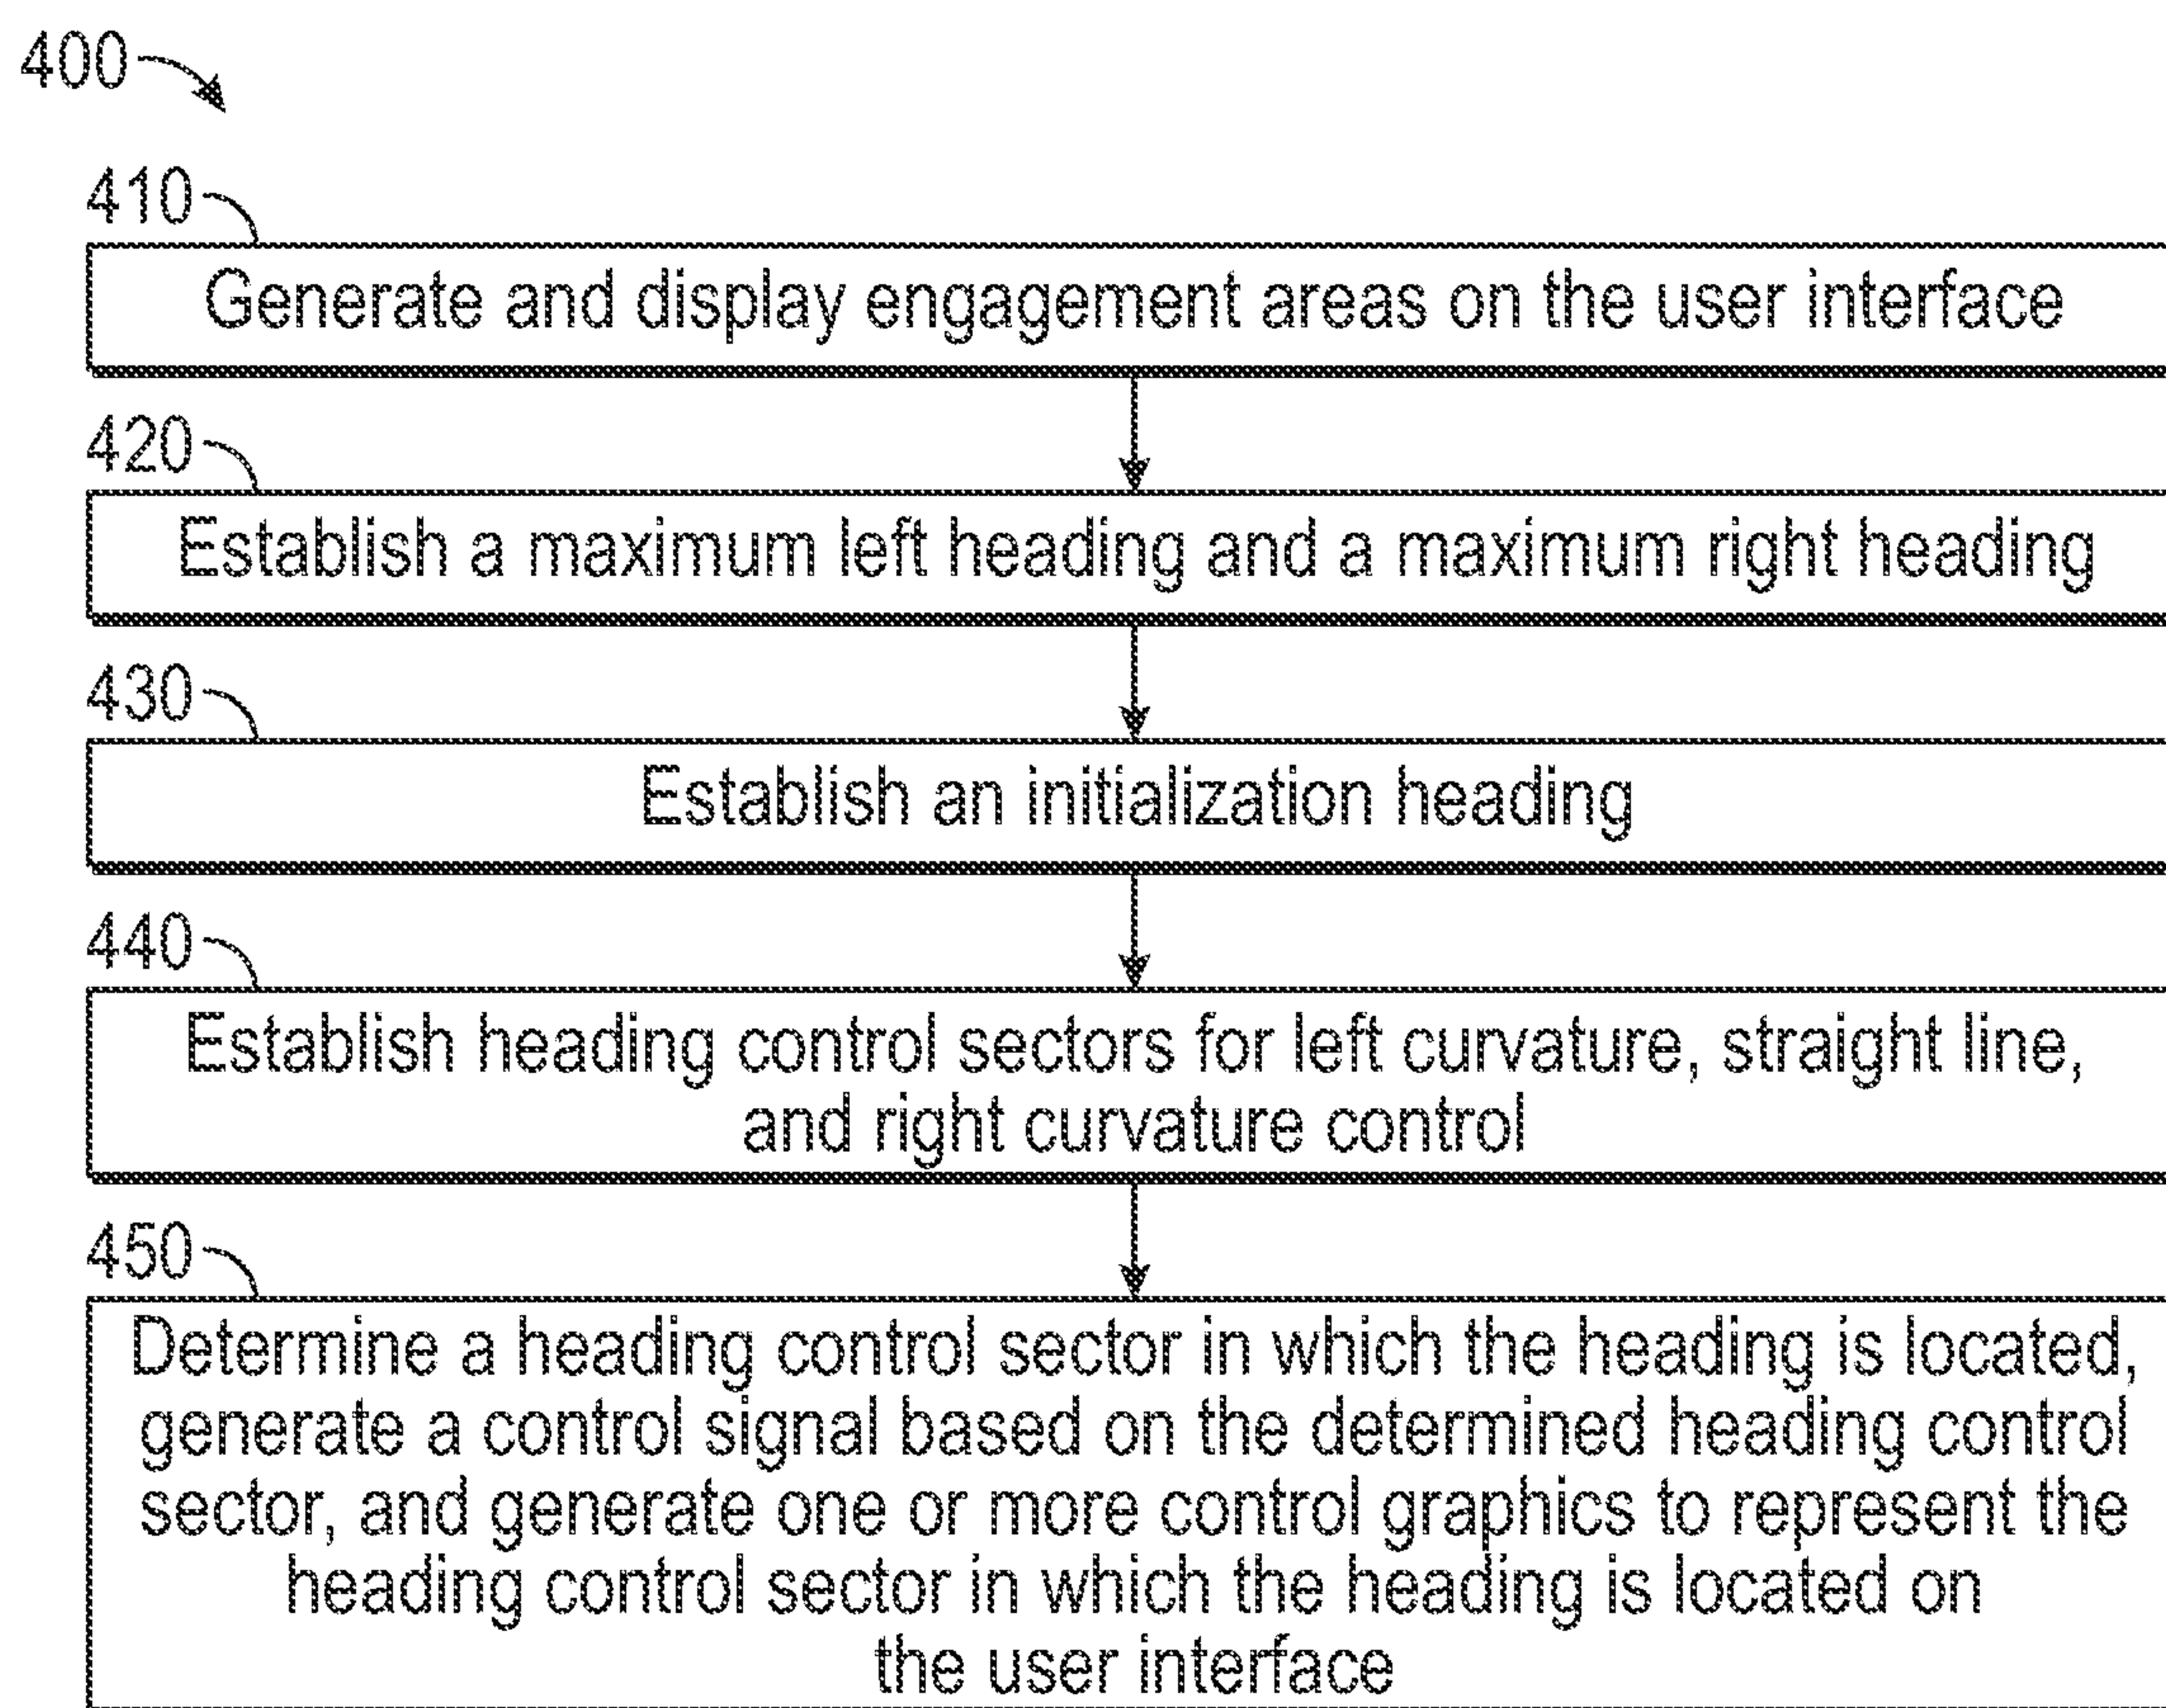 400
410
Generate and display engagement areas on the user interface
420
Establish a maximum left heading and a maximum right heading
430
Establish an initialization heading
440
Establish heading control sectors for left curvature, straight line,
and right curvature control
450
Determine a heading control sector in which the heading is located,
generate a control signal based on the determined heading control
sector, and generate one or more control graphics to represent the
heading control sector in which the heading is located on
the user interface